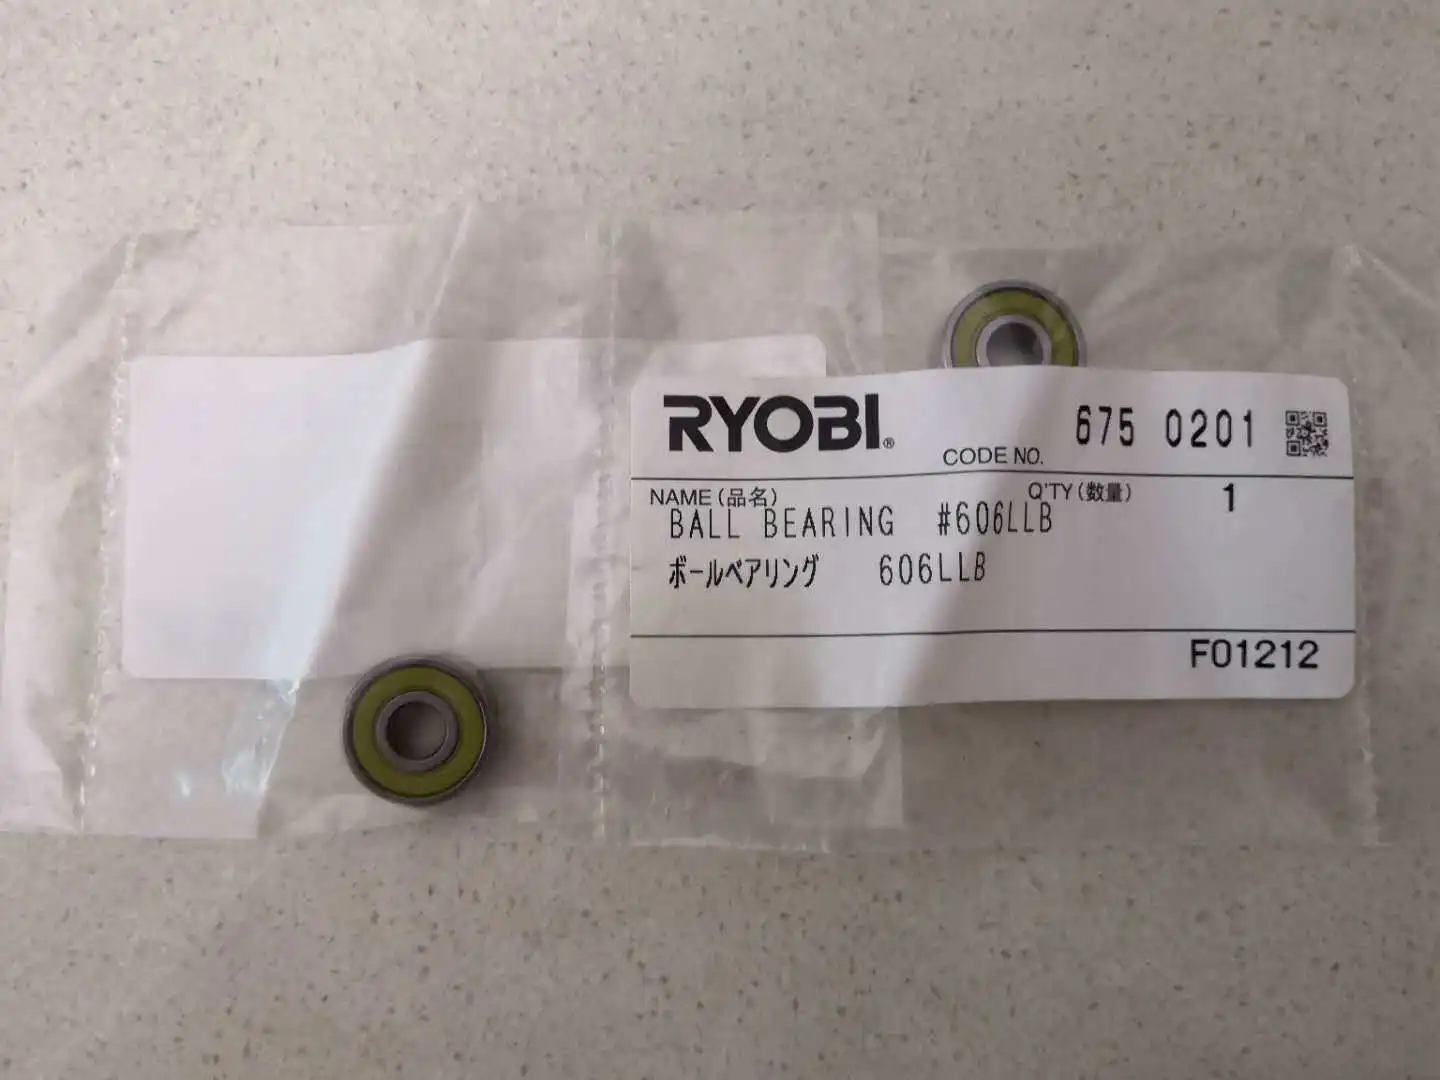 RYOBI®
CODE NO. 675 0201
NAME (品名) Q'TY (数量) 1
BALL BEARING #606LLB
ボールベアリング 606LLB
F01212